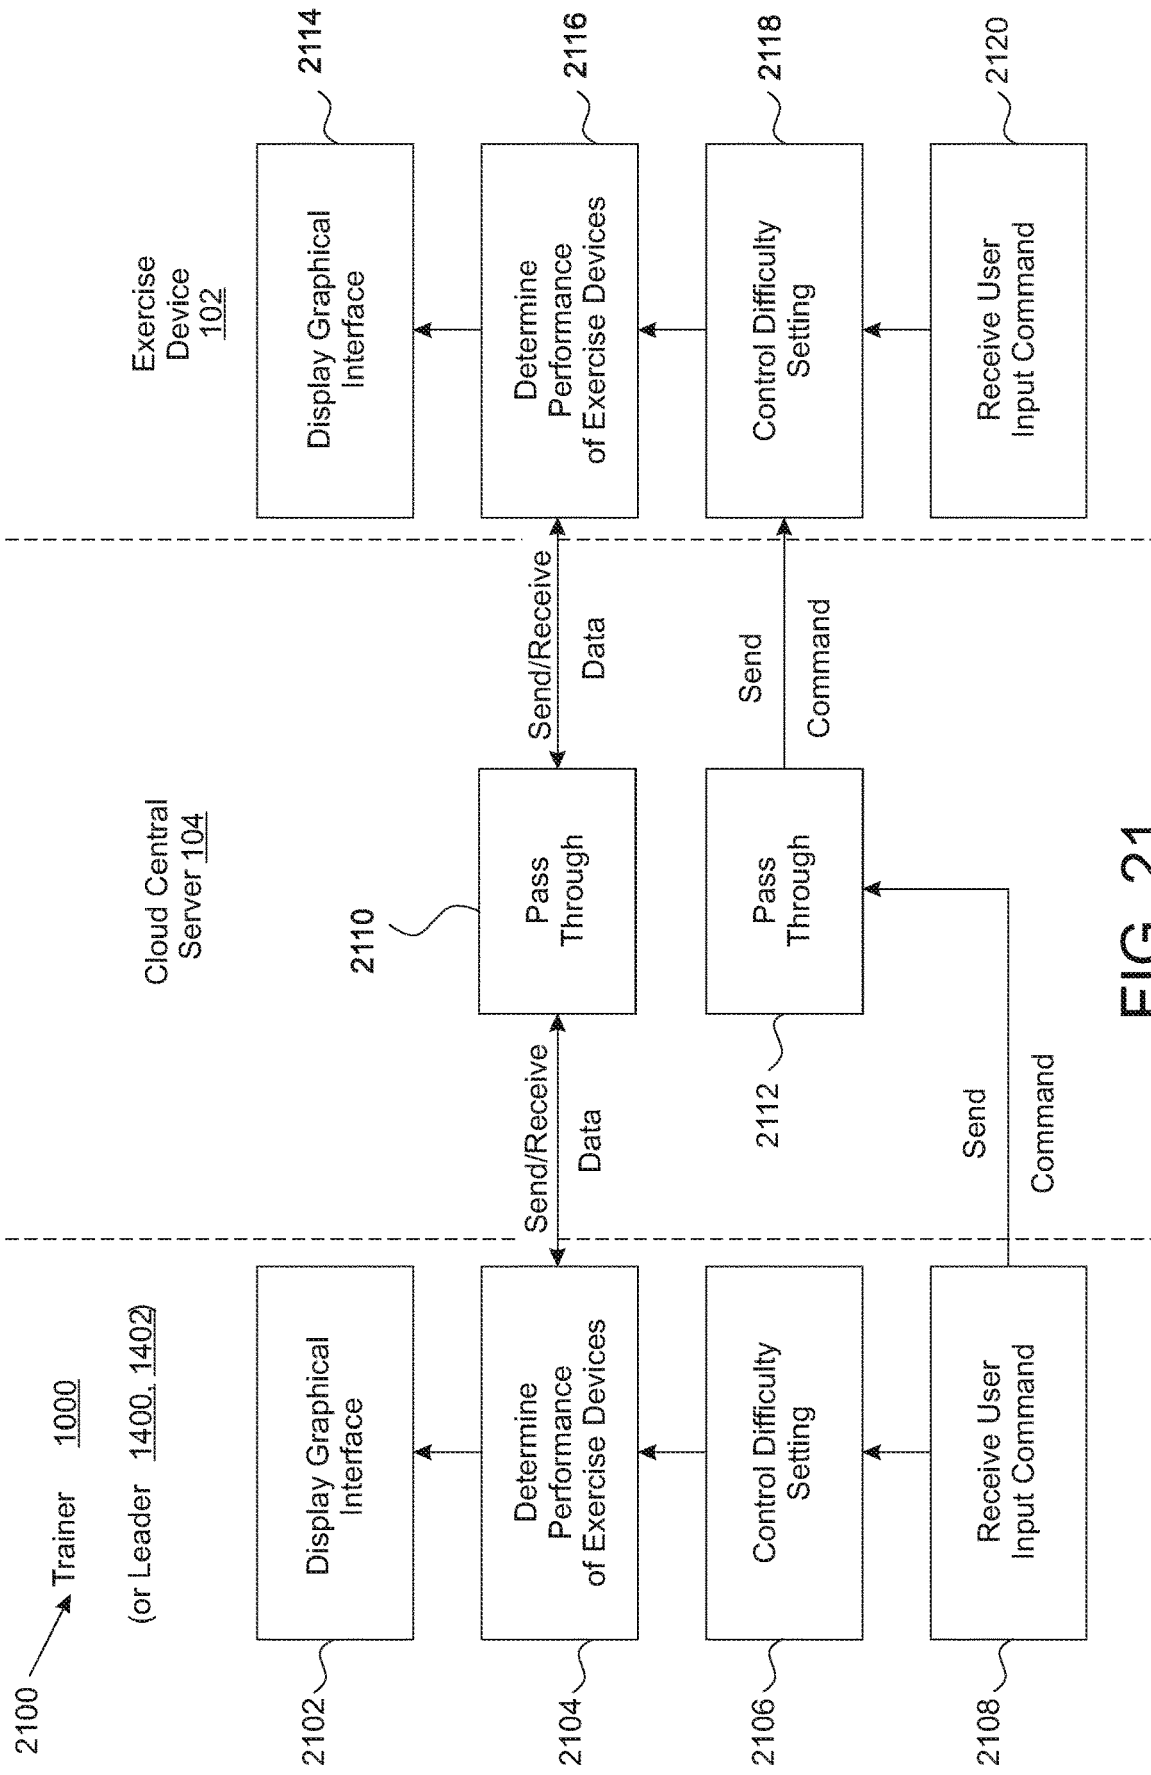 2100
Trainer 1000
(or Leader 1400, 1402)
Cloud Central
Server 104
Exercise
Device
102
2102
Display Graphical
Interface
Display Graphical
Interface
2114
2104
Determine
Performance
of Exercise Devices
Send/Receive
Data
2110
Pass
Through
Send/Receive
Data
Determine
Performance
of Exercise Devices
2116
2106
Control Difficulty
Setting
2112
Pass
Through
Send
Command
Control Difficulty
Setting
2118
2108
Receive User
Input Command
Send
Command
Receive User
Input Command
2120
FIG. 21